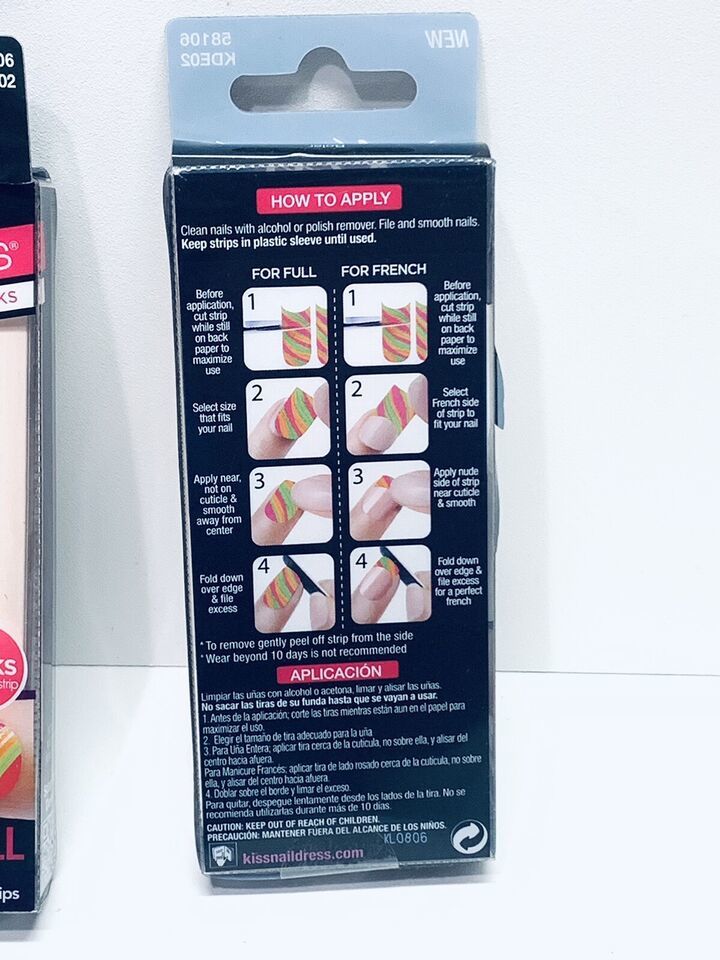 58106
KDE02
NEW
06
02
HOW TO APPLY
Clean nails with alcohol or polish remover. File and smooth nails.
Keep strips in plastic sleeve until used.
FOR FULL
FOR FRENCH
Before
application,
cut strip
while still
on back
paper to
maximize
use
1
1
Before
application,
cut strip
while still
on back
paper to
maximize
use
Select size
that fits
your nail
2
2
Select
French side
of strip to
fit your nail
Apply near,
not on
cuticle &
smooth
away from
center
3
3
Apply nude
side of strip
near cuticle
& smooth
Fold down
over edge
& file
excess
4
4
Fold down
over edge &
file excess
for a perfect
french
* To remove gently peel off strip from the side
* Wear beyond 10 days is not recommended
APLICACIÓN
Limpiar las uñas con alcohol o acetona, limar y alisar las uñas.
No sacar las tiras de su funda hasta que se vayan a usar.
1. Antes de la aplicación; corte las tiras mientras están aun en el papel para
maximizar el uso.
2. Elegir el tamaño de tira adecuado para la uña
3. Para Uña Entera; aplicar tira cerca de la cuticula, no sobre ella, y alisar del
centro hacia afuera.
Para Manicure Francés; aplicar tira de lado rosado cerca de la cuticula, no sobre
ella, y alisar del centro hacia afuera.
4. Doblar sobre el borde y limar el exceso.
Para quitar, despegue lentamente desde los lados de la tira. No se
recomienda utilizarlas durante más de 10 días.
CAUTION: KEEP OUT OF REACH OF CHILDREN.
PRECAUCIÓN: MANTENER FUERA DEL ALCANCE DE LOS NIÑOS.
KL0806
kissnaildress.com
S®
KS
KS
strip
LL
ips